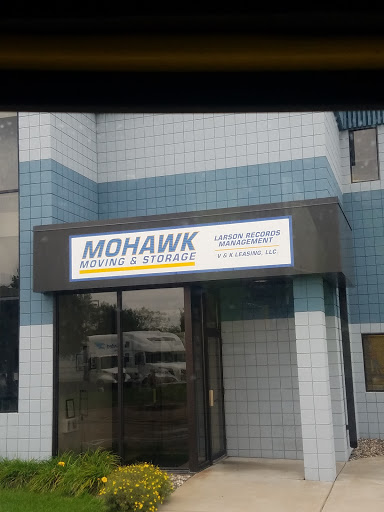 MOHAWK
MOVING & STORAGE
LARSON RECORDS
MANAGEMENT
V & K LEASING, LLC.